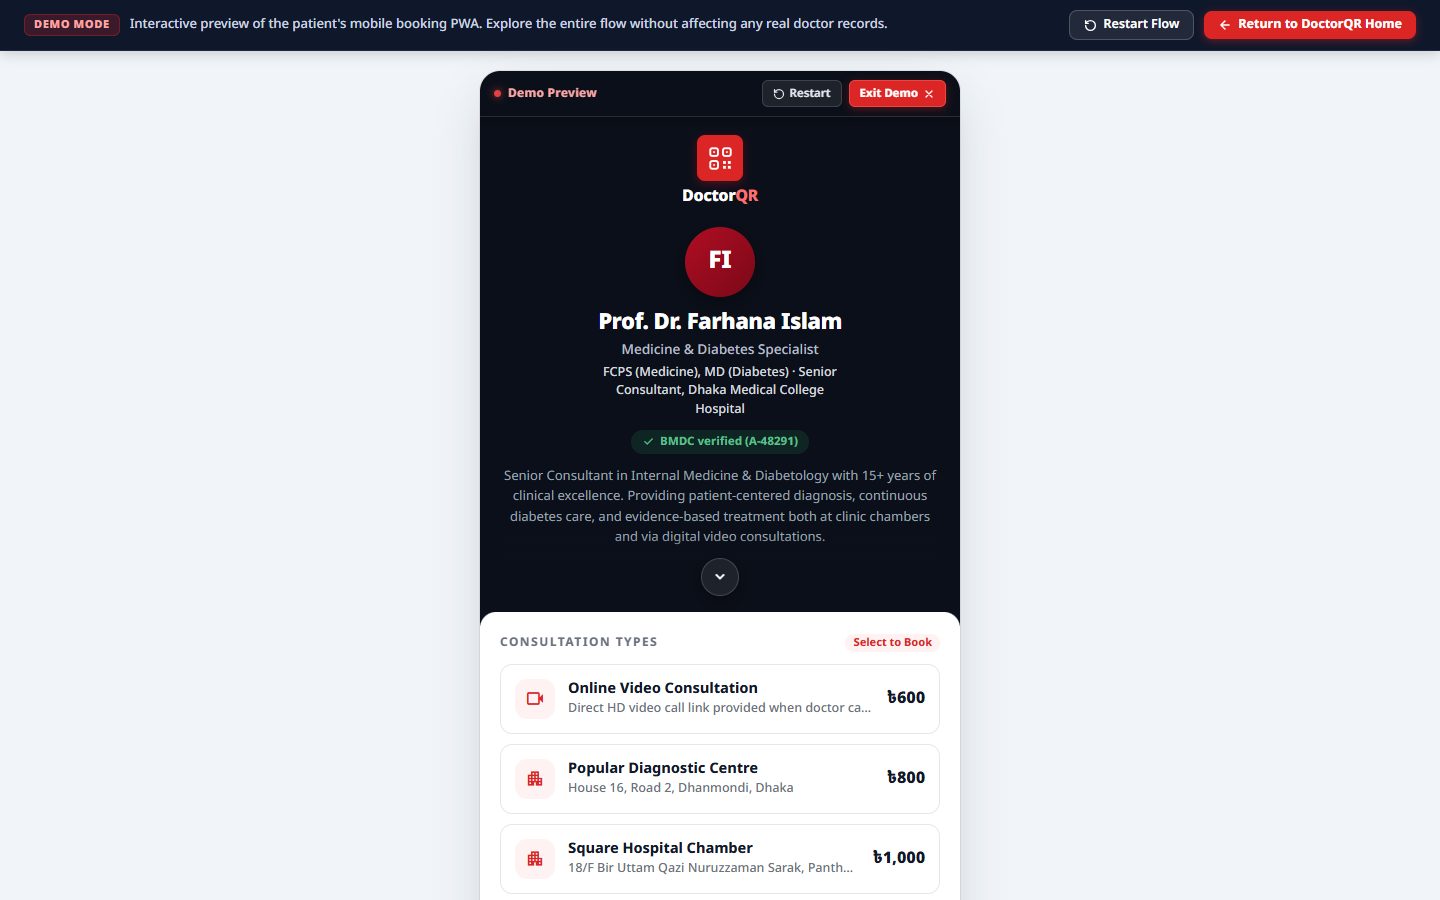 DEMO MODE Interactive preview of the patient's mobile booking PWA. Explore the entire flow without affecting any real doctor records. Restart Flow Return to DoctorQR Home
Demo Preview Restart Exit Demo
DoctorQR
FI
Prof. Dr. Farhana Islam
Medicine & Diabetes Specialist
FCPS (Medicine), MD (Diabetes) · Senior
Consultant, Dhaka Medical College
Hospital
BMDC verified (A-48291)
Senior Consultant in Internal Medicine & Diabetology with 15+ years of
clinical excellence. Providing patient-centered diagnosis, continuous
diabetes care, and evidence-based treatment both at clinic chambers
and via digital video consultations.
CONSULTATION TYPES Select to Book
Online Video Consultation ৳600
Direct HD video call link provided when doctor ca...
Popular Diagnostic Centre ৳800
House 16, Road 2, Dhanmondi, Dhaka
Square Hospital Chamber ৳1,000
18/F Bir Uttam Qazi Nuruzzaman Sarak, Panth...